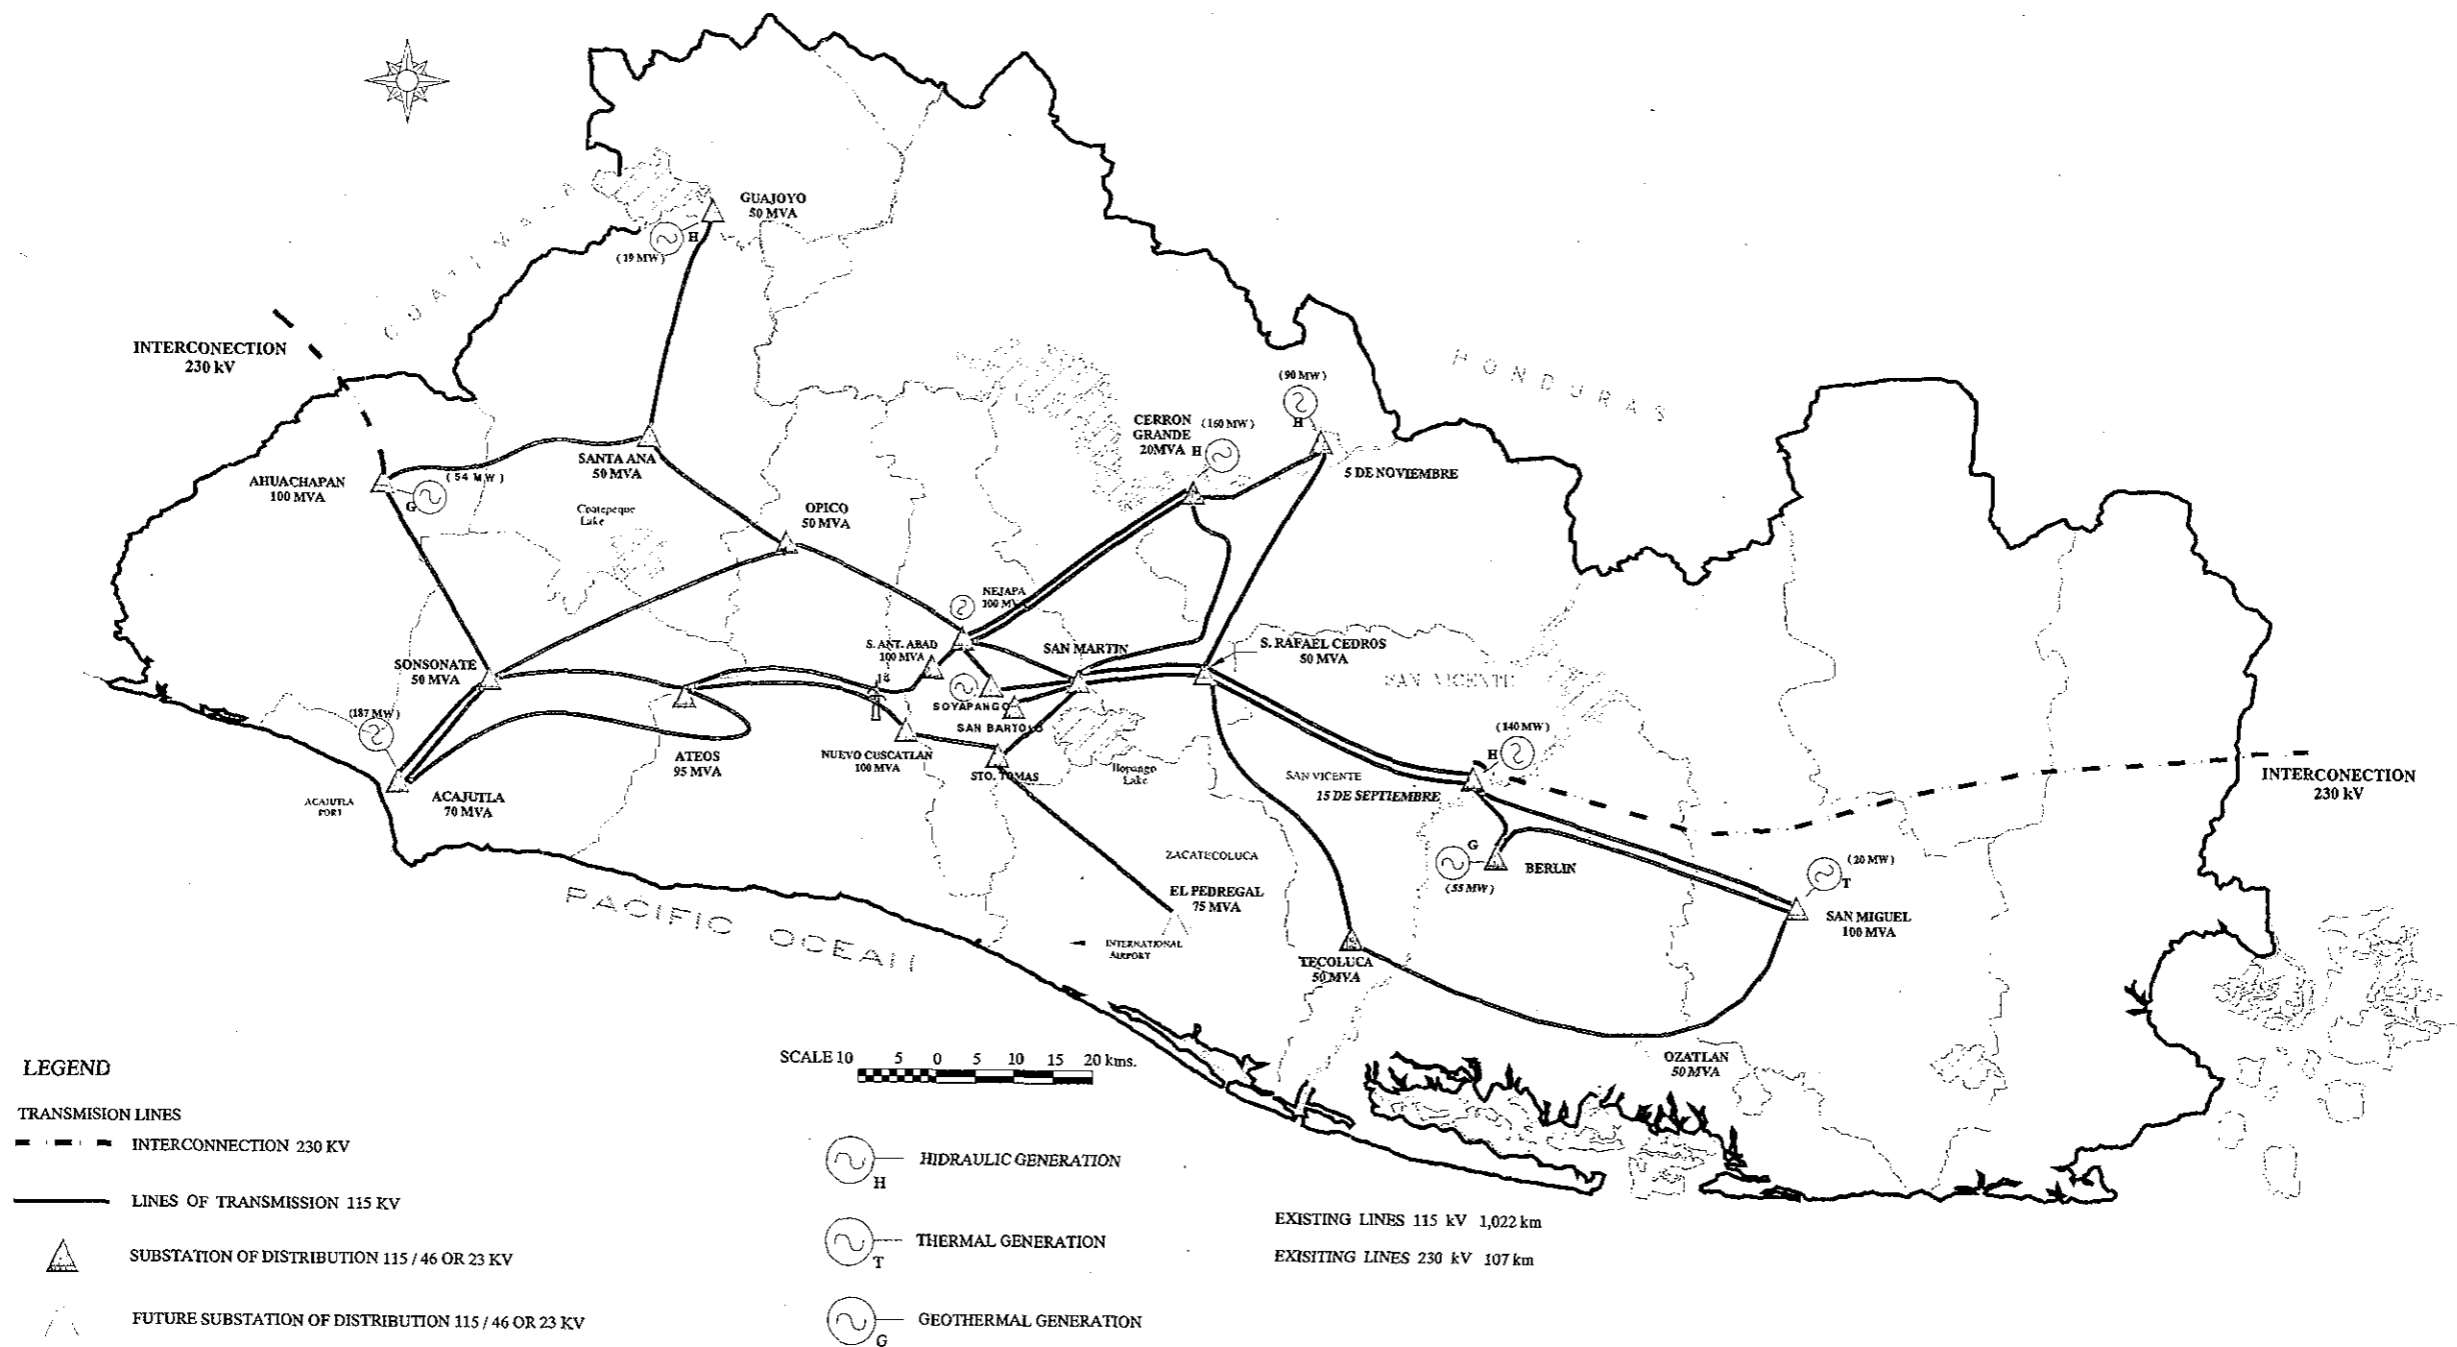 GUATEMALA
GUAJOYO
50 MVA
H
(19 MW)
INTERCONECTION
230 kV
HONDURAS
(90 MW)
H
CERRON
GRANDE
20MVA
(160 MW)
H
5 DE NOVIEMBRE
SANTA ANA
50 MVA
AHUACHAPAN
100 MVA
(54 MW)
G
Coatepeque
Lake
OPICO
50 MVA
NEJAPA
100 MVA
S. ANT. ABAD
100 MVA
SAN MARTIN
S. RAFAEL CEDROS
50 MVA
SONSONATE
50 MVA
SAN VICENTE
(187 MW)
SOYAPANGO
SAN BARTOLO
ATEOS
95 MVA
NUEVO CUSCATLAN
100 MVA
STO. TOMAS
Ilopango
Lake
(140 MW)
H
SAN VICENTE
15 DE SEPTIEMBRE
INTERCONECTION
230 kV
ACAJUTLA
PORT
ACAJUTLA
70 MVA
G
(55 MW)
BERLIN
(20 MW)
T
ZACATECOLUCA
EL PEDREGAL
75 MVA
SAN MIGUEL
100 MVA
PACIFIC OCEAN
INTERNATIONAL
AIRPORT
TECOLUCA
50 MVA
OZATLAN
50 MVA
SCALE 10 5 0 5 10 15 20 kms.
LEGEND
TRANSMISION LINES
INTERCONNECTION 230 KV
LINES OF TRANSMISSION 115 KV
SUBSTATION OF DISTRIBUTION 115 / 46 OR 23 KV
FUTURE SUBSTATION OF DISTRIBUTION 115 / 46 OR 23 KV
H
HIDRAULIC GENERATION
T
THERMAL GENERATION
G
GEOTHERMAL GENERATION
EXISTING LINES 115 kV 1,022 km
EXISITING LINES 230 kV 107 km